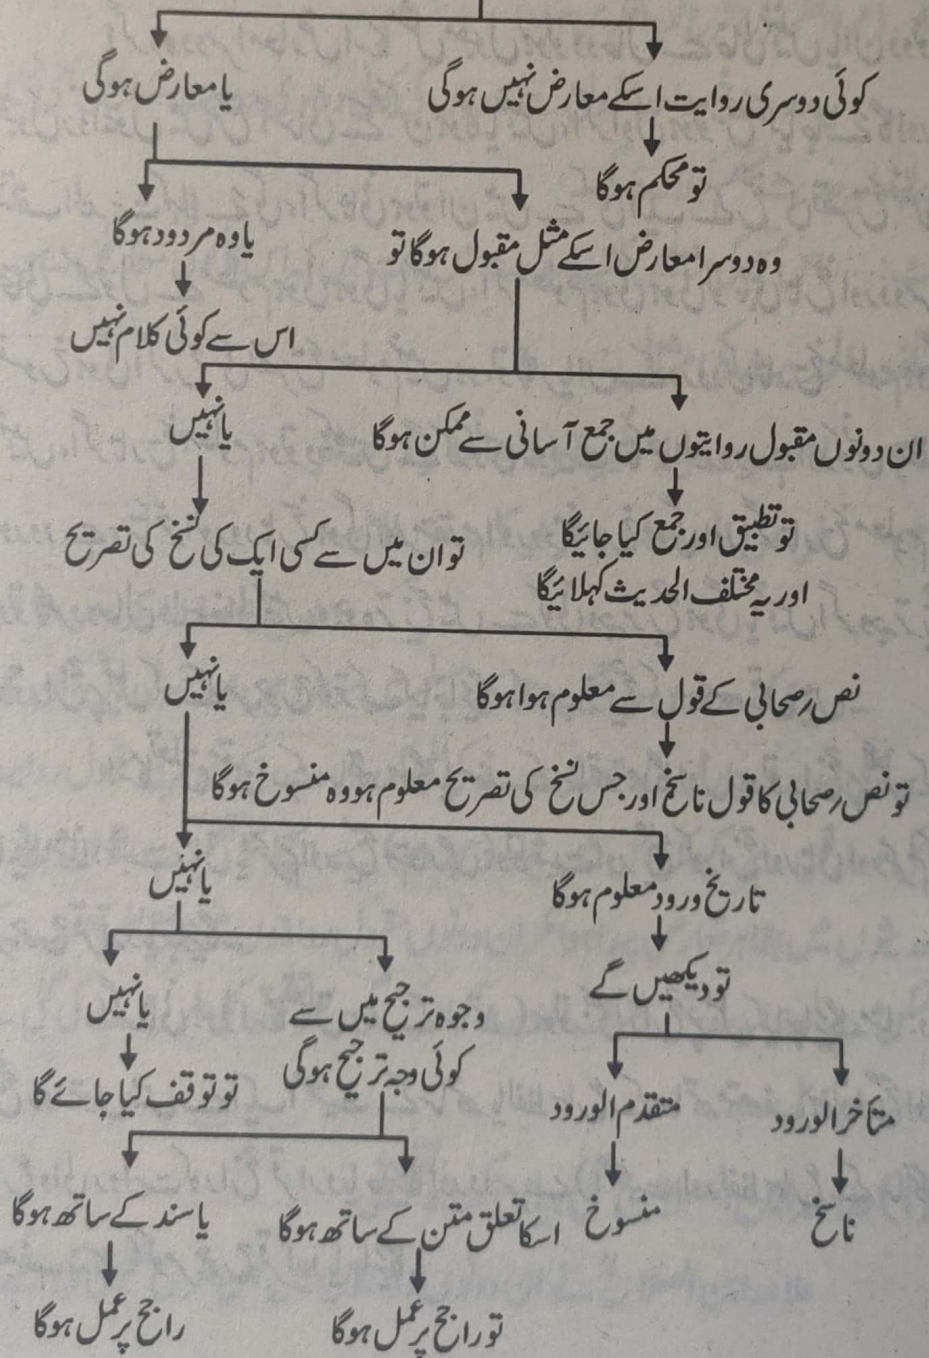 کوئی دوسری روایت اسکے معارض نہیں ہوگی
یا معارض ہوگی
تو محکم ہوگا
وہ دوسرا معارض اسکے مثل مقبول ہوگا تو
یا وہ مردود ہوگا
اس سے کوئی کلام نہیں
ان دونوں مقبول روایتوں میں جمع آسانی سے ممکن ہوگا
یا نہیں
تو تطبیق اور جمع کیا جائیگا
اور یہ مختلف الحدیث کہلائیگا
تو ان میں سے کسی ایک کی نسخ کی تصریح
نص رصحابی کے قول سے معلوم ہوا ہوگا
یا نہیں
تو نص رصحابی کا قول ناسخ اور جس نسخ کی تصریح معلوم ہو وہ منسوخ ہوگا
تاریخ ورود معلوم ہوگا
یا نہیں
تو دیکھیں گے
وجوہ ترجیح میں سے
کوئی وجہ ترجیح ہوگی
یا نہیں
تو توقف کیا جائے گا
متأخر الورود
متقدم الورود
ناسخ
منسوخ
اسکا تعلق متن کے ساتھ ہوگا
یا سند کے ساتھ ہوگا
تو راجح پر عمل ہوگا
راجح پر عمل ہوگا